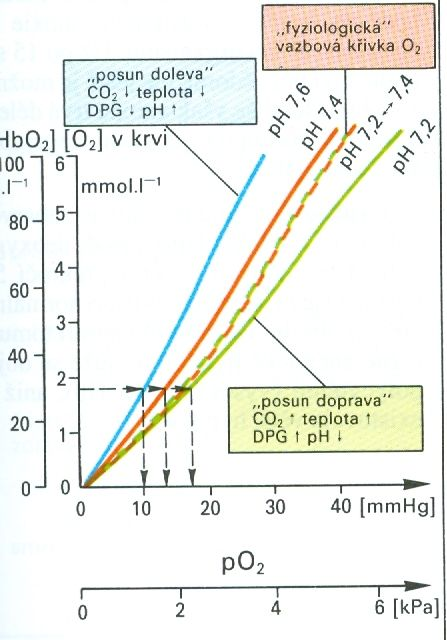 „fyziologická"
vazbová křivka O₂
„posun doleva"
CO₂ ↓ teplota ↓
DPG ↓ pH ↑
pH 7,6
pH 7,4
pH 7,2↔7,4
pH 7,2
HbO₂] [O₂] v krvi
.l⁻¹
mmol.l⁻¹
100
80
60
40
20
0
6
5
4
3
2
1
0
„posun doprava"
CO₂ ↑ teplota ↑
DPG ↑ pH ↓
0 10 20 30 40 [mmHg]
pO₂
0 2 4 6 [kPa]